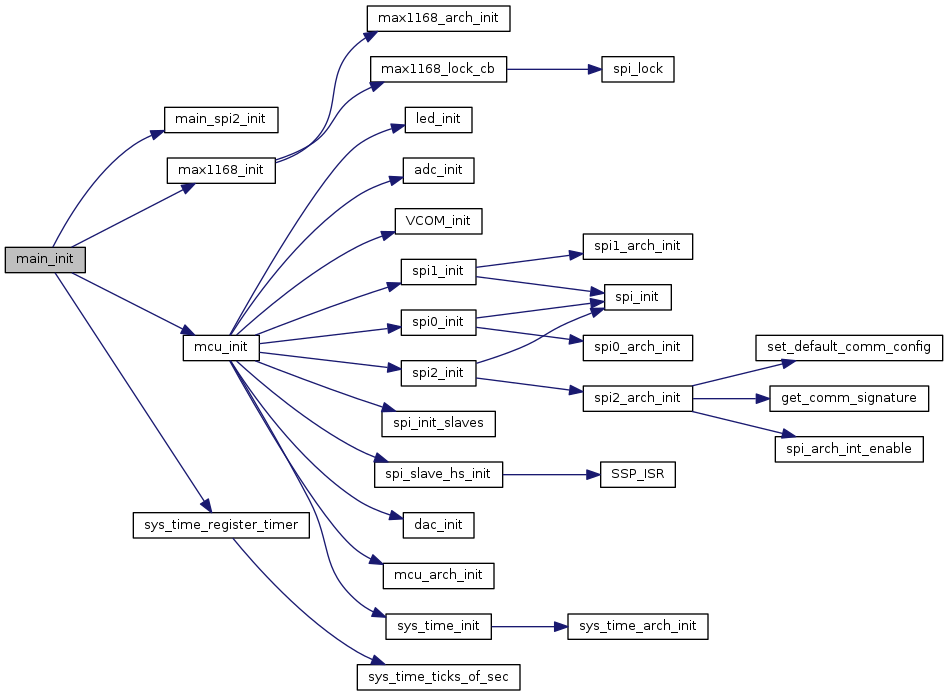 max1168_arch_init
max1168_lock_cb
spi_lock
main_spi2_init
led_init
max1168_init
adc_init
VCOM_init
main_init
spi1_init
spi1_arch_init
spi_init
spi0_init
mcu_init
spi0_arch_init
set_default_comm_config
spi2_init
spi2_arch_init
get_comm_signature
spi_init_slaves
spi_arch_int_enable
spi_slave_hs_init
SSP_ISR
sys_time_register_timer
dac_init
mcu_arch_init
sys_time_init
sys_time_arch_init
sys_time_ticks_of_sec